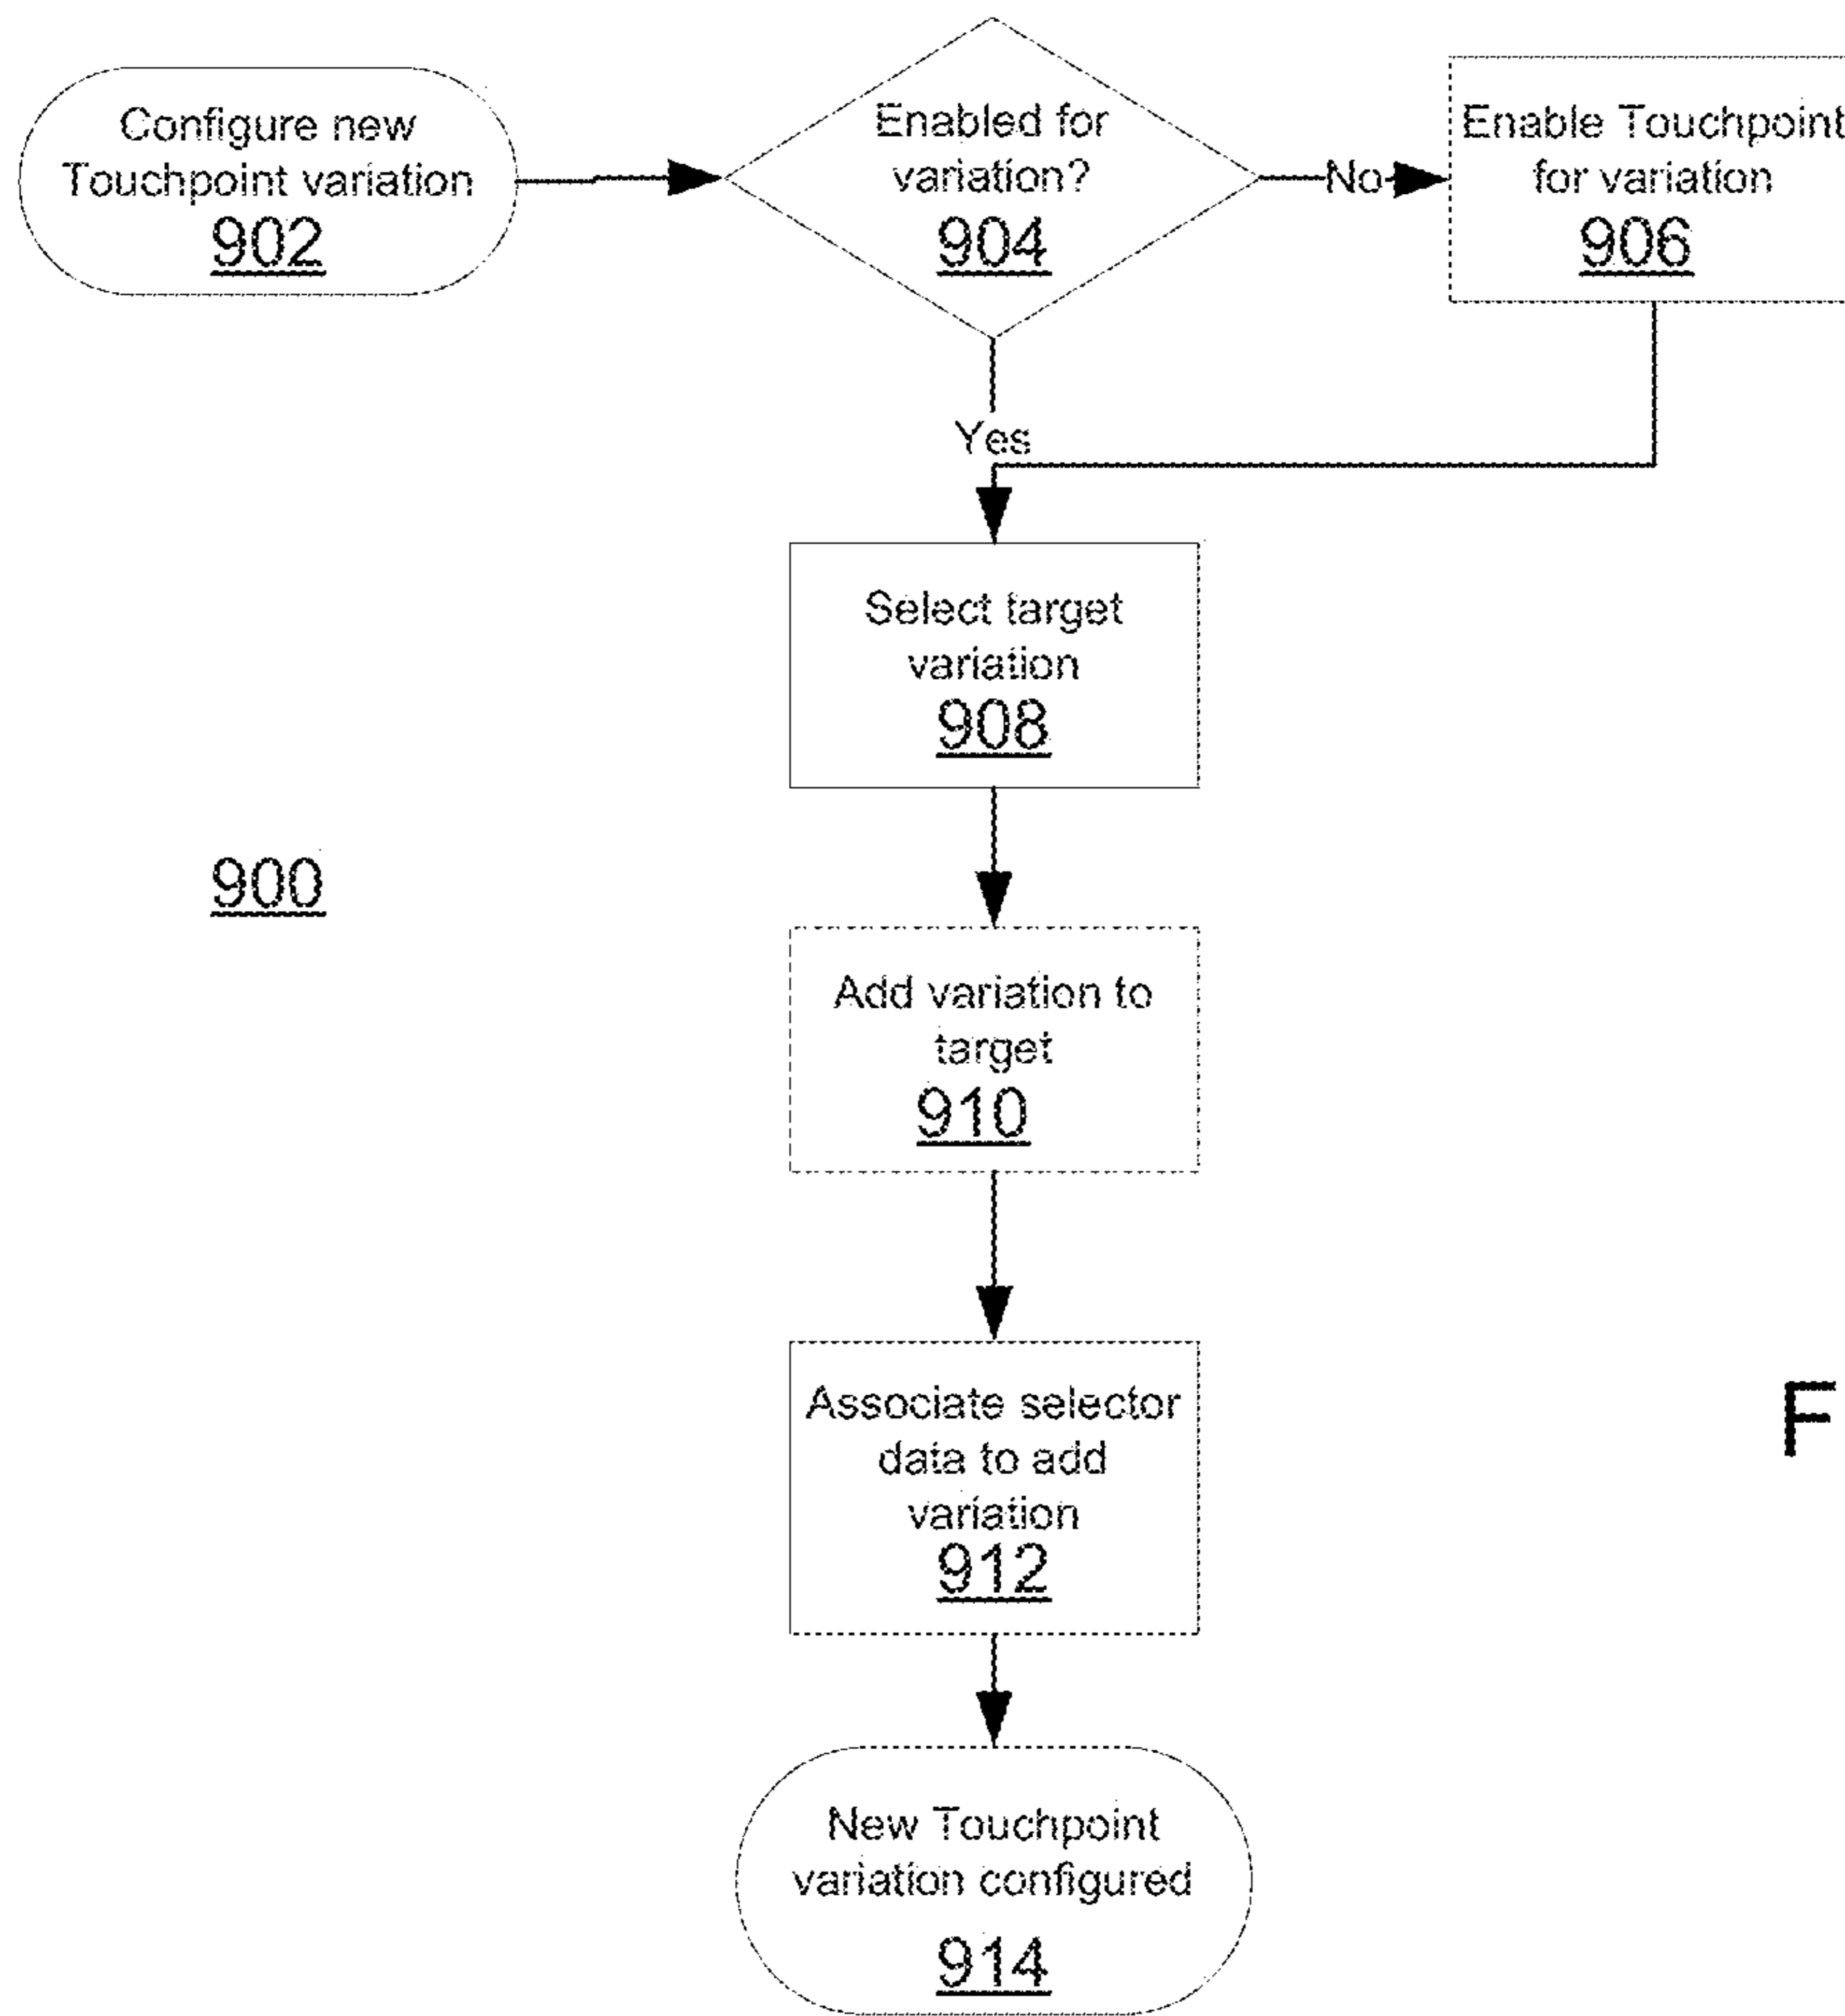 Configure new
Touchpoint variation
902
Enabled for
variation?
904
No
Enable Touchpoint
for variation
906
Yes
Select target
variation
908
900
Add variation to
target
910
Associate selector
data to add
variation
912
F
New Touchpoint
variation configured
914